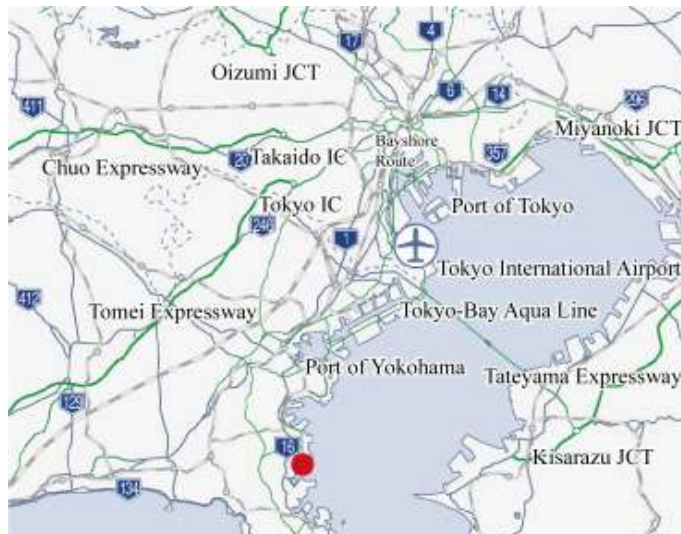 17
4
Oizumi JCT
6
14
411
296
Bayshore
Route
Miyanoki JCT
357
20
Takaido IC
Chuo Expressway
Tokyo IC
Port of Tokyo
246
1
Tokyo International Airport
412
Tomei Expressway
Tokyo-Bay Aqua Line
Port of Yokohama
Tateyama Expressway
129
16
Kisarazu JCT
134